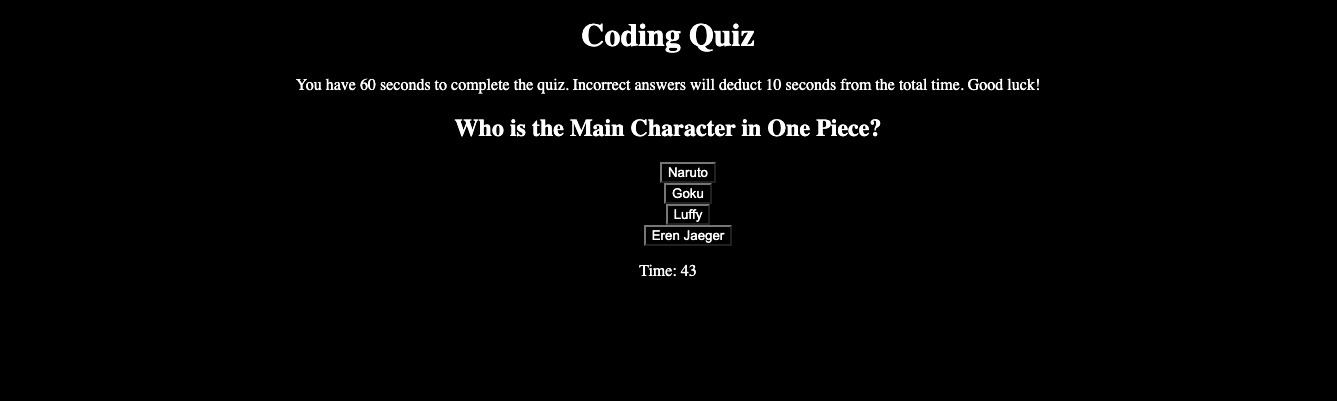 Coding Quiz
You have 60 seconds to complete the quiz. Incorrect answers will deduct 10 seconds from the total time. Good luck!
Who is the Main Character in One Piece?
Naruto
Goku
Luffy
Eren Jaeger
Time: 43